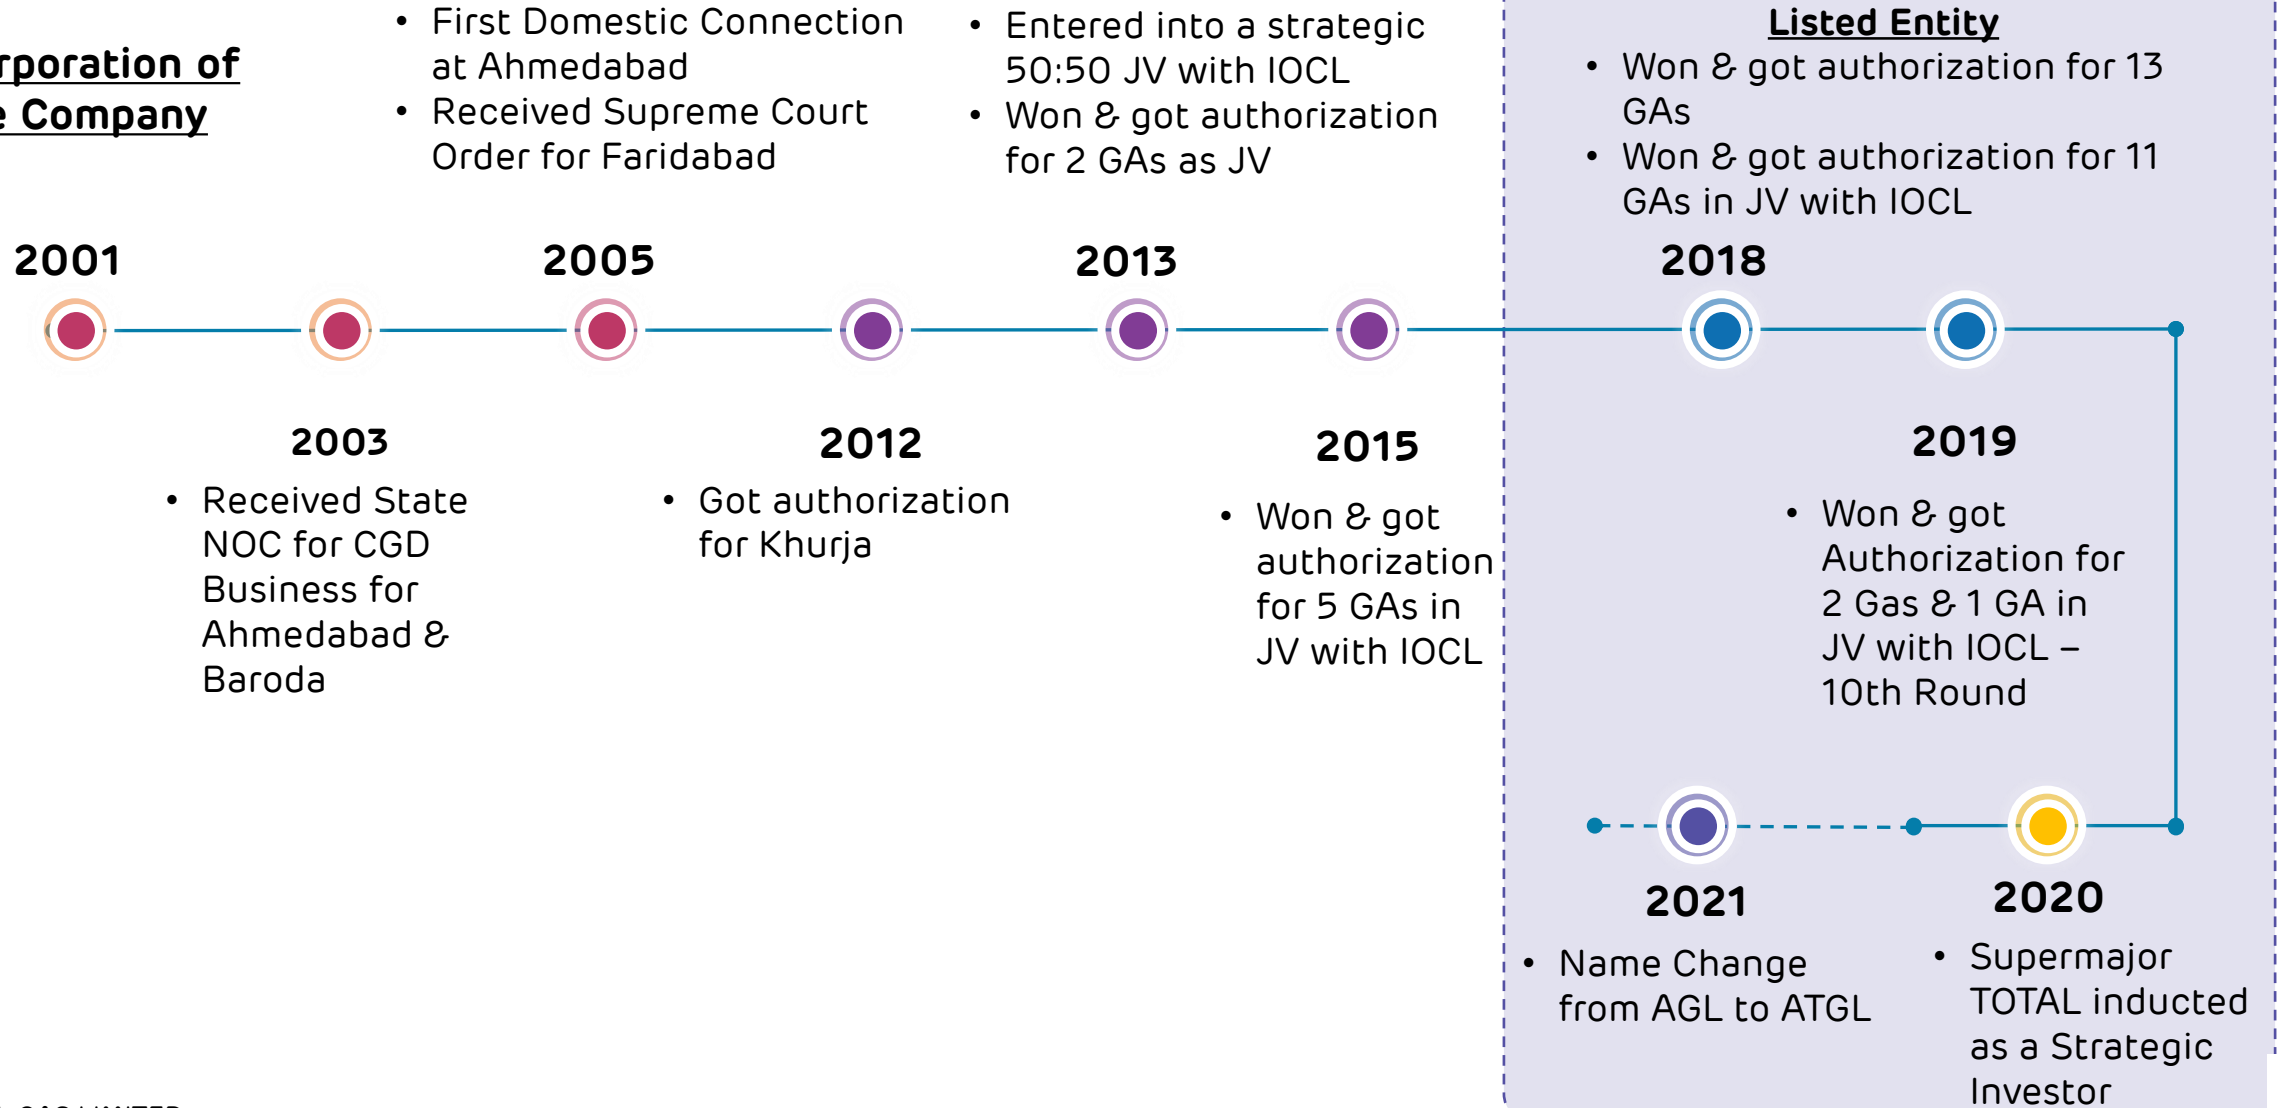 rporation of
e Company
• First Domestic Connection
at Ahmedabad
• Received Supreme Court
Order for Faridabad
• Entered into a strategic
50:50 JV with IOCL
• Won & got authorization
for 2 GAs as JV
Listed Entity
• Won & got authorization for 13
GAs
• Won & got authorization for 11
GAs in JV with IOCL
2001
2005
2013
2018
2003
• Received State
NOC for CGD
Business for
Ahmedabad &
Baroda
2012
• Got authorization
for Khurja
2015
• Won & got
authorization
for 5 GAs in
JV with IOCL
2019
• Won & got
Authorization for
2 Gas & 1 GA in
JV with IOCL –
10th Round
2021
• Name Change
from AGL to ATGL
2020
• Supermajor
TOTAL inducted
as a Strategic
Investor